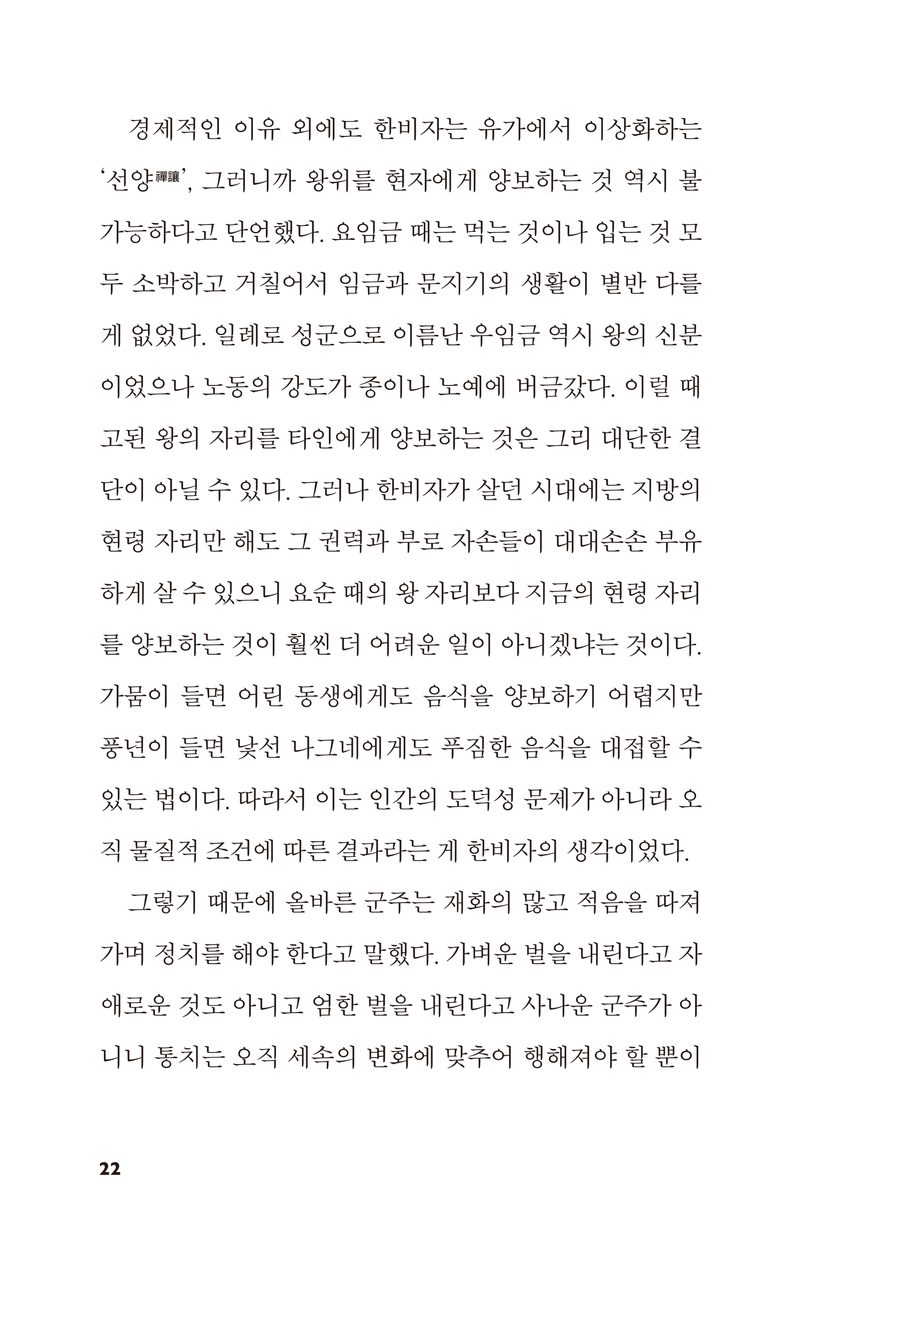 경제적인 이유 외에도 한비자는 유가에서 이상화하는
‘선양禪讓’, 그러니까 왕위를 현자에게 양보하는 것 역시 불
가능하다고 단언했다. 요임금 때는 먹는 것이나 입는 것 모
두 소박하고 거칠어서 임금과 문지기의 생활이 별반 다를
게 없었다. 일례로 성군으로 이름난 우임금 역시 왕의 신분
이었으나 노동의 강도가 종이나 노예에 버금갔다. 이럴 때
고된 왕의 자리를 타인에게 양보하는 것은 그리 대단한 결
단이 아닐 수 있다. 그러나 한비자가 살던 시대에는 지방의
현령 자리만 해도 그 권력과 부로 자손들이 대대손손 부유
하게 살 수 있으니 요순 때의 왕 자리보다 지금의 현령 자리
를 양보하는 것이 훨씬 더 어려운 일이 아니겠냐는 것이다.
가뭄이 들면 어린 동생에게도 음식을 양보하기 어렵지만
풍년이 들면 낯선 나그네에게도 푸짐한 음식을 대접할 수
있는 법이다. 따라서 이는 인간의 도덕성 문제가 아니라 오
직 물질적 조건에 따른 결과라는 게 한비자의 생각이었다.
그렇기 때문에 올바른 군주는 재화의 많고 적음을 따져
가며 정치를 해야 한다고 말했다. 가벼운 벌을 내린다고 자
애로운 것도 아니고 엄한 벌을 내린다고 사나운 군주가 아
니니 통치는 오직 세속의 변화에 맞추어 행해져야 할 뿐이
22